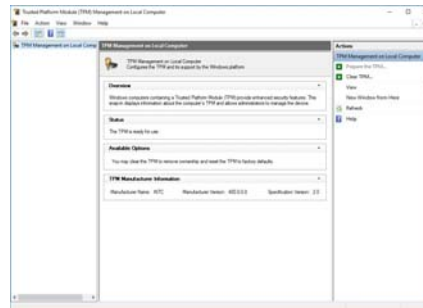 Trusted Platform Module (TPM) Management on Local Computer
File Action View Window Help
TPM Management on Local Comp
TPM Management on Local Computer
TPM Management on Local Computer
Configures the TPM and its support by the Windows platform
Overview
Windows computers containing a Trusted Platform Module (TPM) provide enhanced security features. This
snap-in displays information about the computer's TPM and allows administrators to manage the device.
Status
The TPM is ready for use.
Available Options
You may clear the TPM to remove ownership and reset the TPM to factory defaults.
TPM Manufacturer Information
Manufacturer Name: Manufacturer Version: Specification Version: 2.0
Actions
TPM Management on Local Computer
Prepare the TPM...
Clear TPM...
View
New Window from Here
Refresh
Help